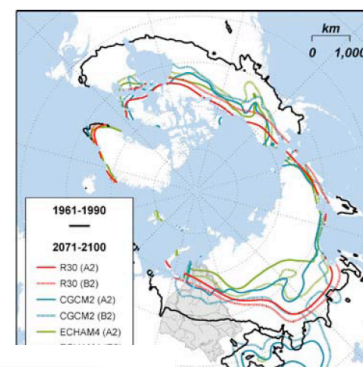 km
0 1,000
1961-1990
2071-2100
R30 (A2)
R30 (B2)
CGCM2 (A2)
CGCM2 (B2)
ECHAM4 (A2)